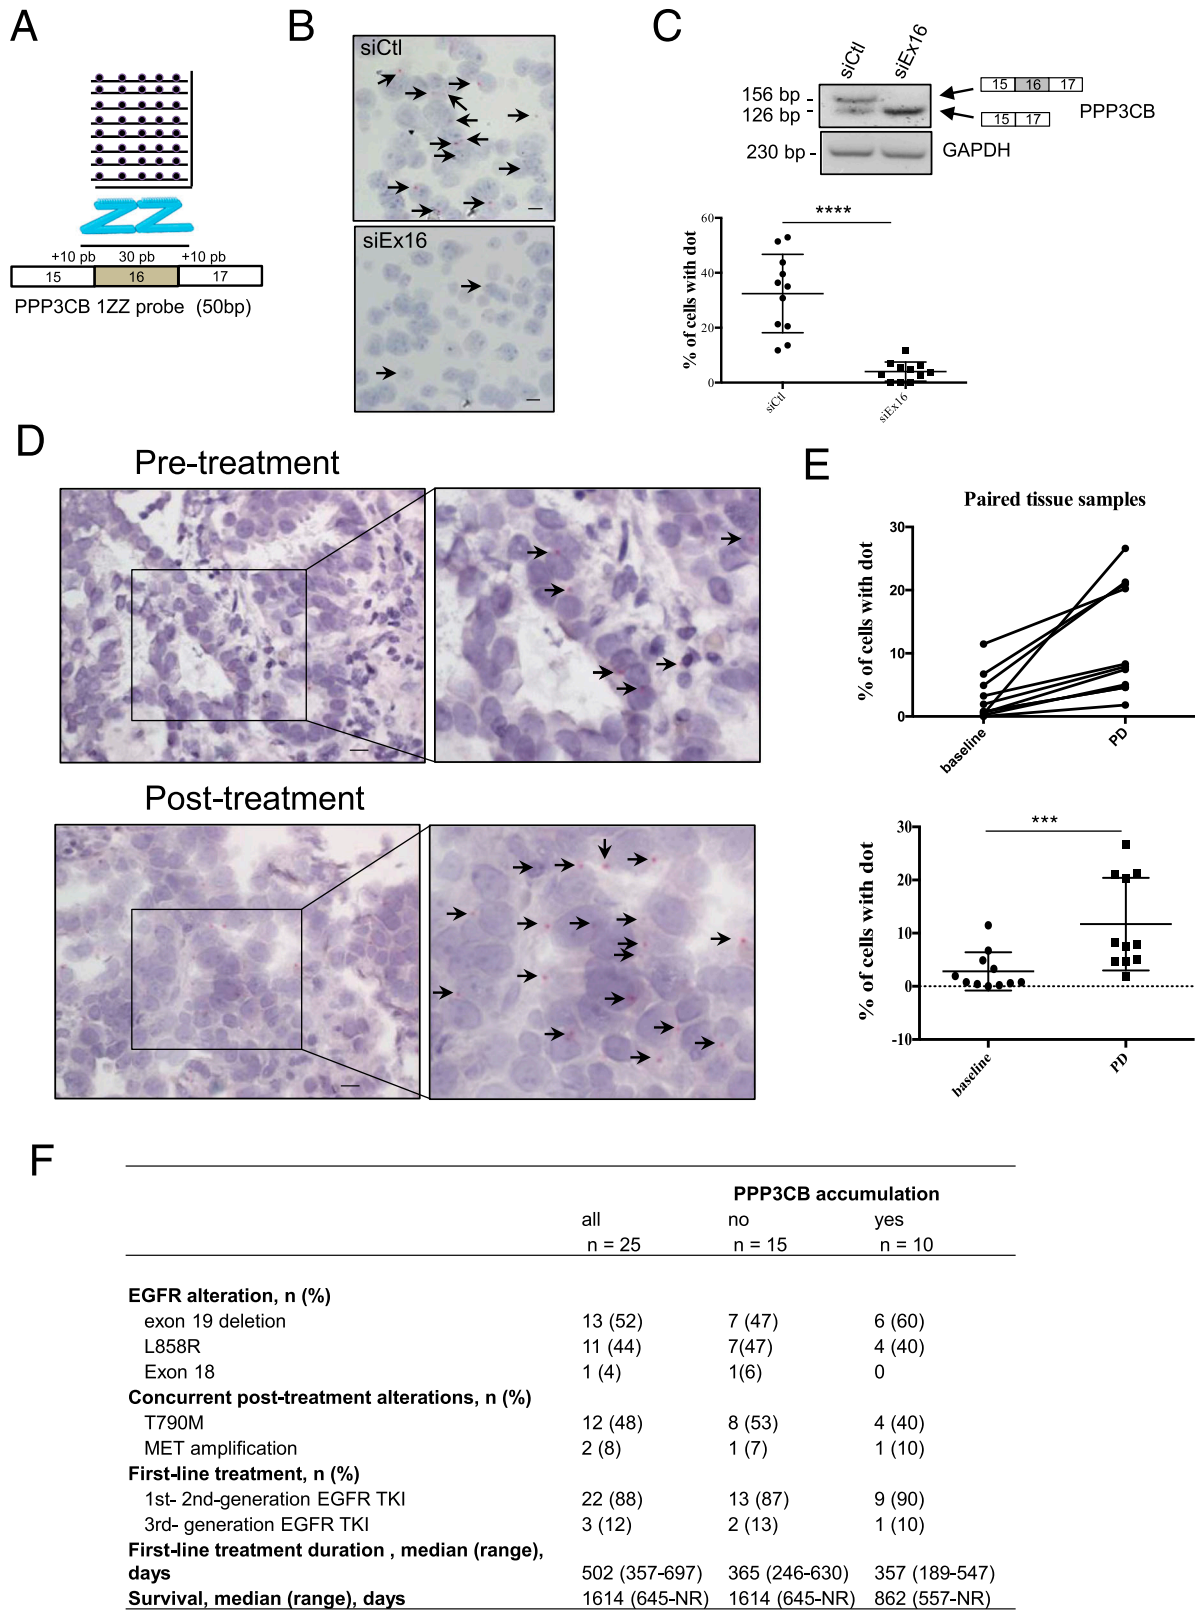 A
+10 pb 30 pb +10 pb
15 16 17
PPP3CB 1ZZ probe (50bp)
B
siCtl
siEx16
C
siCtl siEx16
156 bp -
126 bp -
15 16 17
15 17
PPP3CB
230 bp -
GAPDH
****
% of cells with dot
60
40
20
0
siCtl siEx16
D
Pre-treatment
Post-treatment
E
Paired tissue samples
% of cells with dot
30
20
10
0
baseline PD
***
% of cells with dot
30
20
10
0
-10
baseline PD
F
PPP3CB accumulation
all no yes
n = 25 n = 15 n = 10
EGFR alteration, n (%)
exon 19 deletion 13 (52) 7 (47) 6 (60)
L858R 11 (44) 7(47) 4 (40)
Exon 18 1 (4) 1(6) 0
Concurrent post-treatment alterations, n (%)
T790M 12 (48) 8 (53) 4 (40)
MET amplification 2 (8) 1 (7) 1 (10)
First-line treatment, n (%)
1st- 2nd-generation EGFR TKI 22 (88) 13 (87) 9 (90)
3rd- generation EGFR TKI 3 (12) 2 (13) 1 (10)
First-line treatment duration , median (range),
days 502 (357-697) 365 (246-630) 357 (189-547)
Survival, median (range), days 1614 (645-NR) 1614 (645-NR) 862 (557-NR)